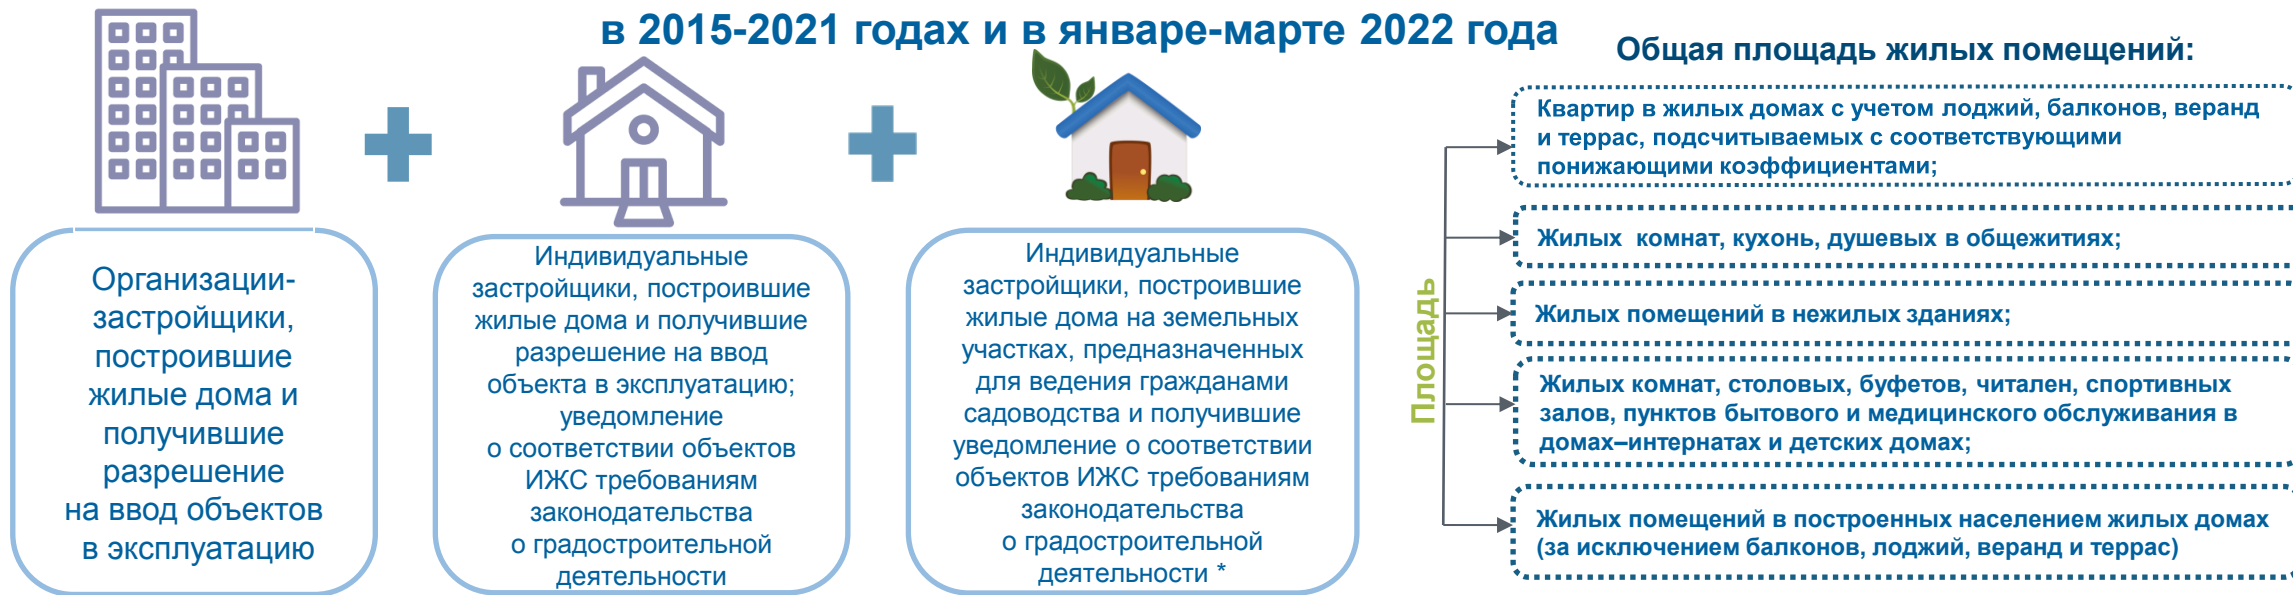 в 2015-2021 годах и в январе-марте 2022 года
Организации-
застройщики,
построившие
жилые дома и
получившие
разрешение
на ввод объектов
в эксплуатацию
Индивидуальные
застройщики, построившие
жилые дома и получившие
разрешение на ввод
объекта в эксплуатацию;
уведомление
о соответствии объектов
ИЖС требованиям
законодательства
о градостроительной
деятельности
Индивидуальные
застройщики, построившие
жилые дома на земельных
участках, предназначенных
для ведения гражданами
садоводства и получившие
уведомление о соответствии
объектов ИЖС требованиям
законодательства
о градостроительной
деятельности *
Общая площадь жилых помещений:
Площадь
Квартир в жилых домах с учетом лоджий, балконов, веранд
и террас, подсчитываемых с соответствующими
понижающими коэффициентами;
Жилых комнат, кухонь, душевых в общежитиях;
Жилых помещений в нежилых зданиях;
Жилых комнат, столовых, буфетов, читален, спортивных
залов, пунктов бытового и медицинского обслуживания в
домах–интернатах и детских домах;
Жилых помещений в построенных населением жилых домах
(за исключением балконов, лоджий, веранд и террас)